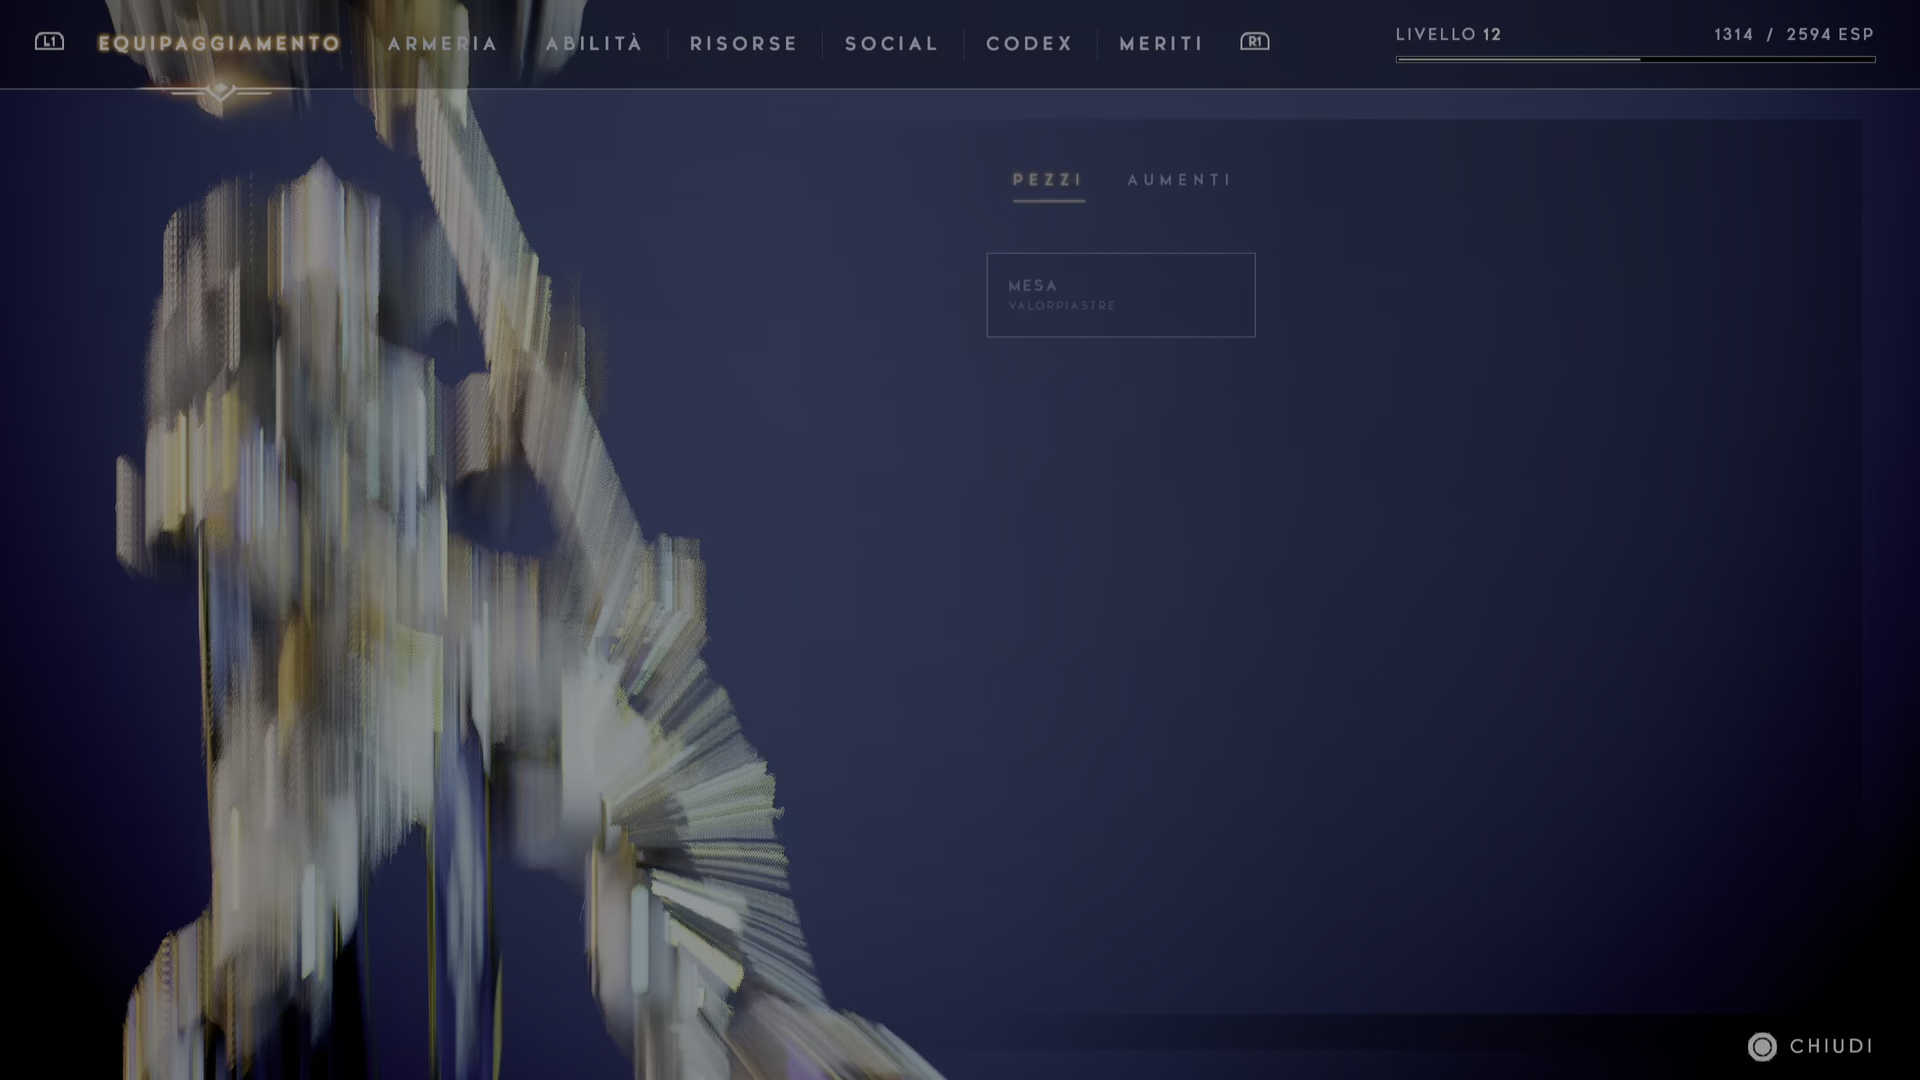 L1 EQUIPAGGIAMENTO ARMERIA ABILITÀ RISORSE SOCIAL CODEX MERITI R1
LIVELLO 12 1314 / 2594 ESP
PEZZI AUMENTI
MESA
VALORPIASTRE
CHIUDI